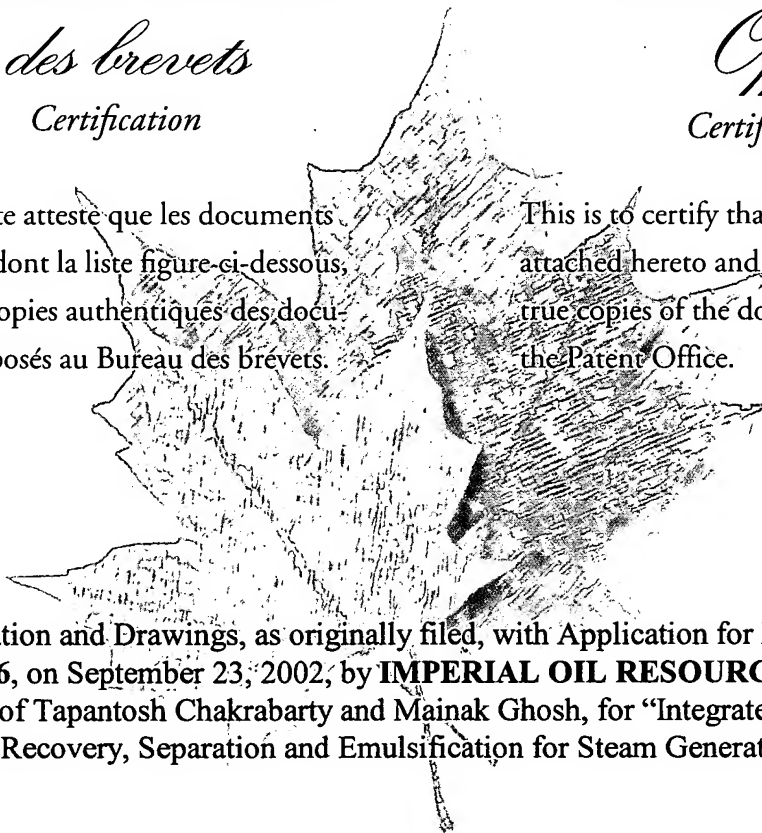 des brevets
Certification
Certif
te atteste que les documents
dont la liste figure ci-dessous,
opies authentiques des docu-
posés au Bureau des brevets.
This is to certify tha
attached hereto and
true copies of the do
the Patent Office.
tion and Drawings, as originally filed, with Application for
6, on September 23, 2002, by IMPERIAL OIL RESOURC
of Tapantosh Chakrabarty and Mainak Ghosh, for “Integrate
Recovery, Separation and Emulsification for Steam Generat